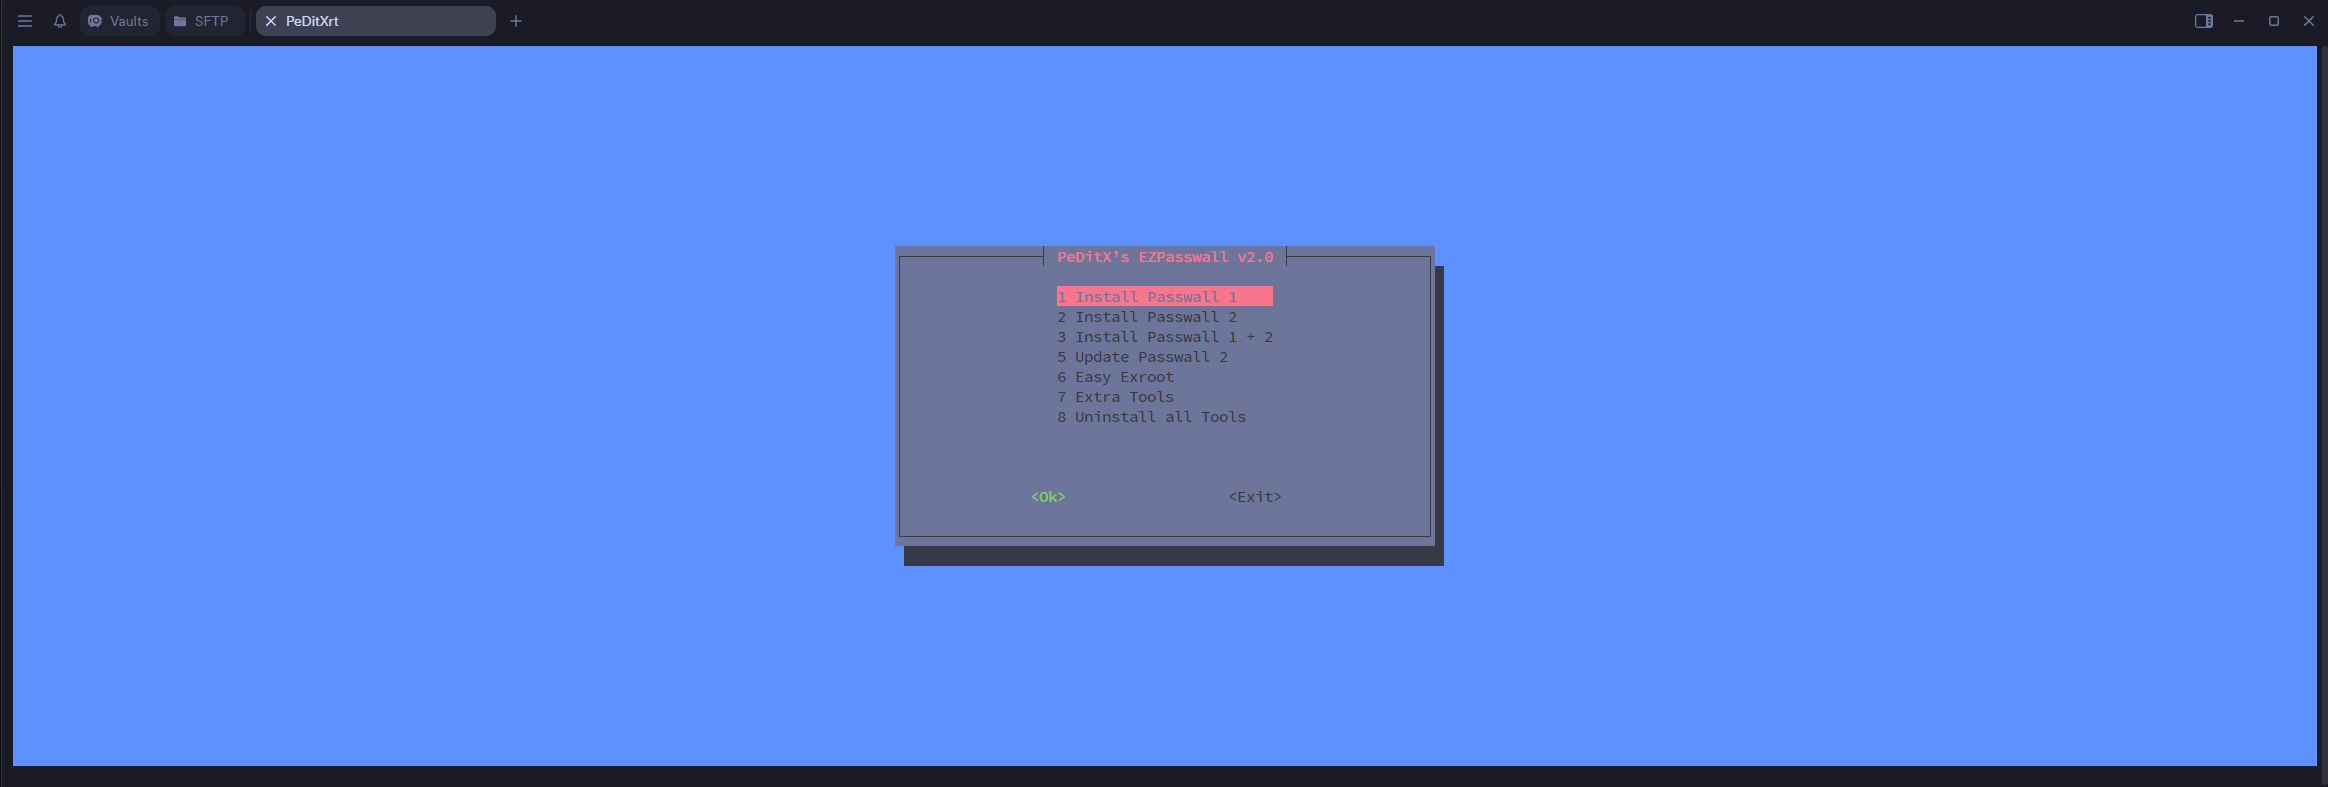 Vaults SFTP PeDitXrt
PeDitX's EZPasswall v2.0
1 Install Passwall 1
2 Install Passwall 2
3 Install Passwall 1 + 2
5 Update Passwall 2
6 Easy Exroot
7 Extra Tools
8 Uninstall all Tools
<Ok> <Exit>